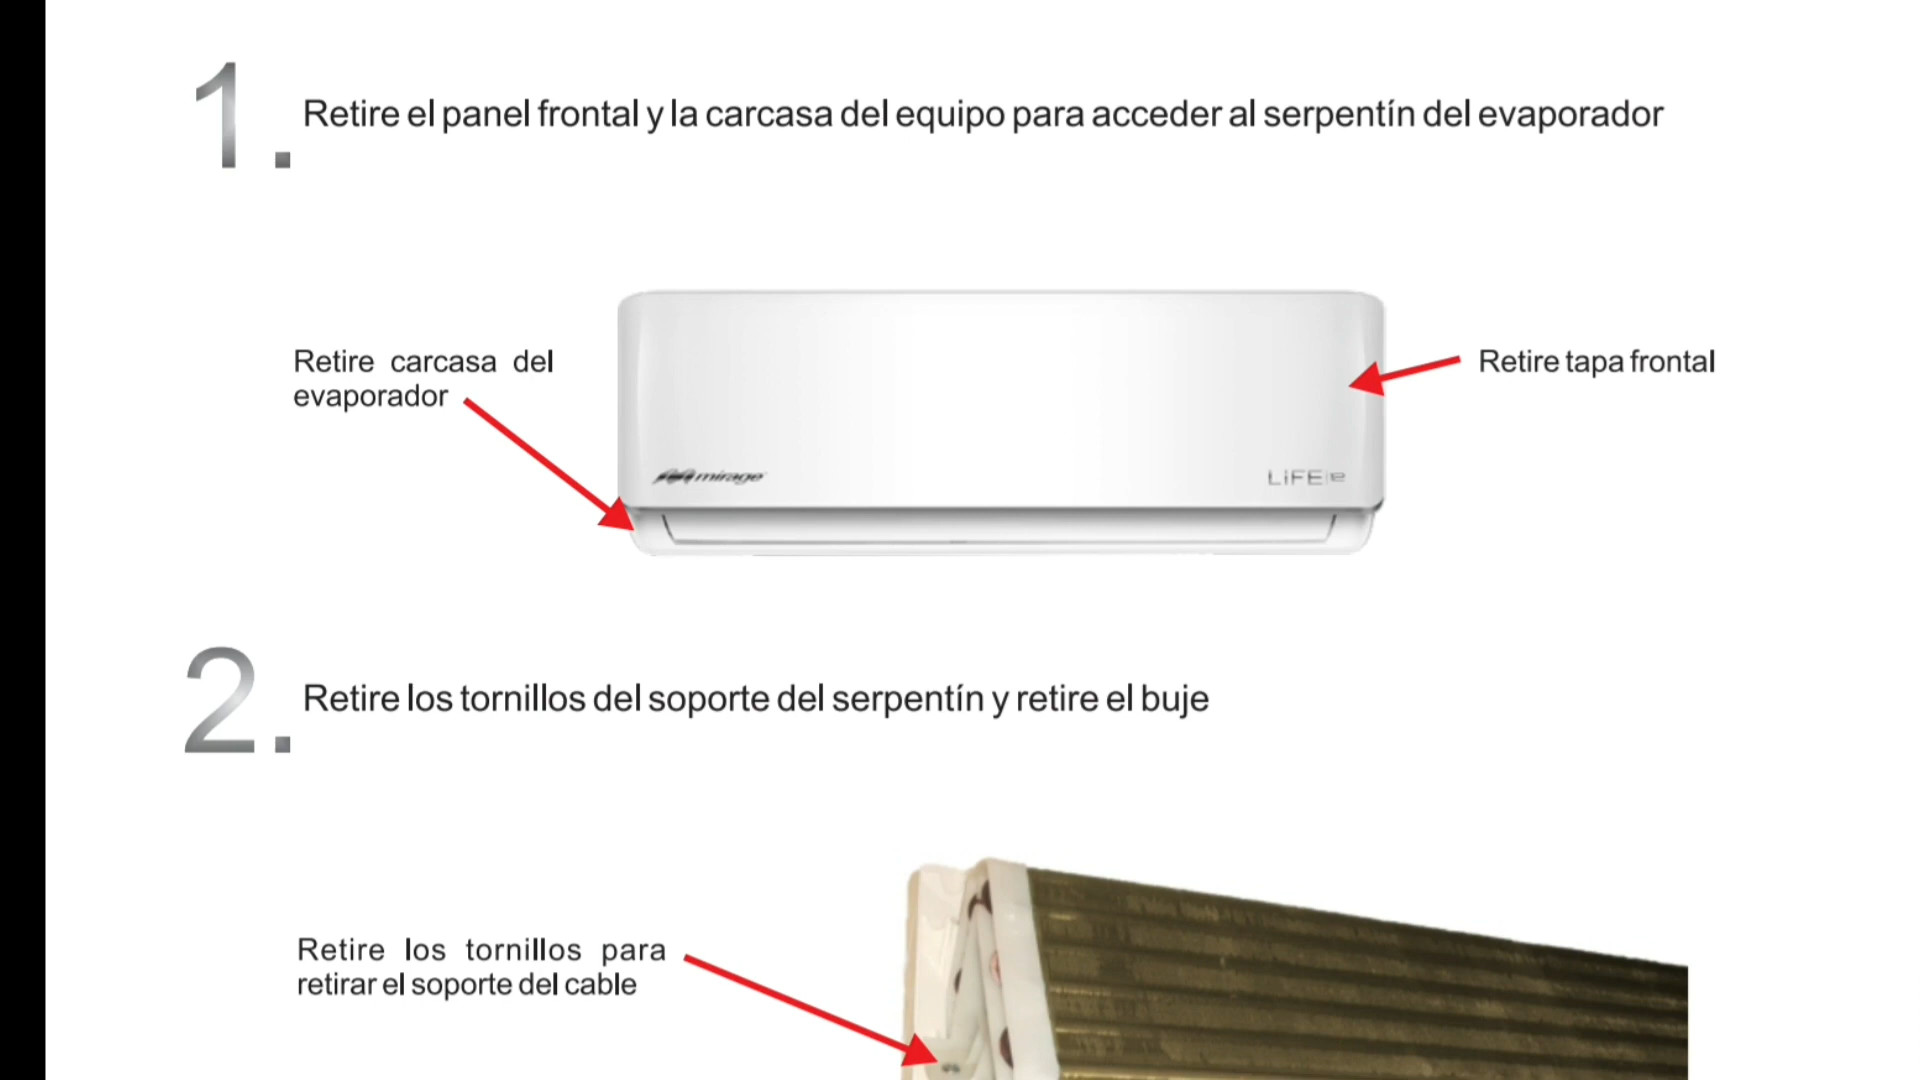 1. Retire el panel frontal y la carcasa del equipo para acceder al serpentín del evaporador
Retire carcasa del
evaporador
Retire tapa frontal
mirage
LiFE
2. Retire los tornillos del soporte del serpentín y retire el buje
Retire los tornillos para
retirar el soporte del cable